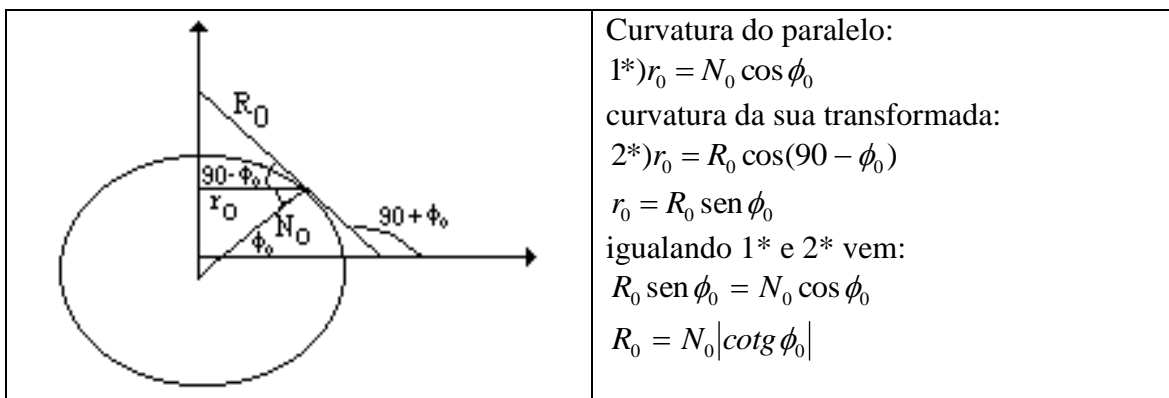 R₀
90-ϕ₀
r₀
N₀
ϕ₀
90+ϕ₀
Curvatura do paralelo:
1*)r₀ = N₀ cos ϕ₀
curvatura da sua transformada:
2*)r₀ = R₀ cos(90 − ϕ₀)
r₀ = R₀ sen ϕ₀
igualando 1* e 2* vem:
R₀ sen ϕ₀ = N₀ cos ϕ₀
R₀ = N₀|cotg ϕ₀|